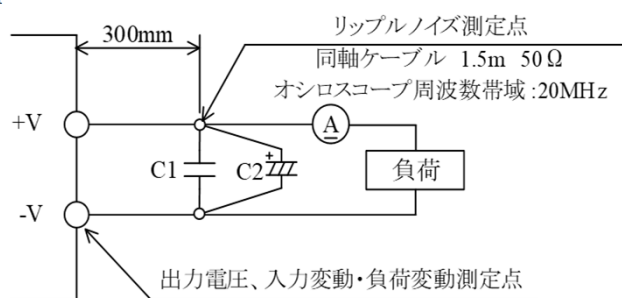 300mm
リップルノイズ測定点
同軸ケーブル 1.5m 50Ω
オシロスコープ周波数帯域:20MHz
+V
A
C1
C2
+
負荷
-V
出力電圧、入力変動・負荷変動測定点